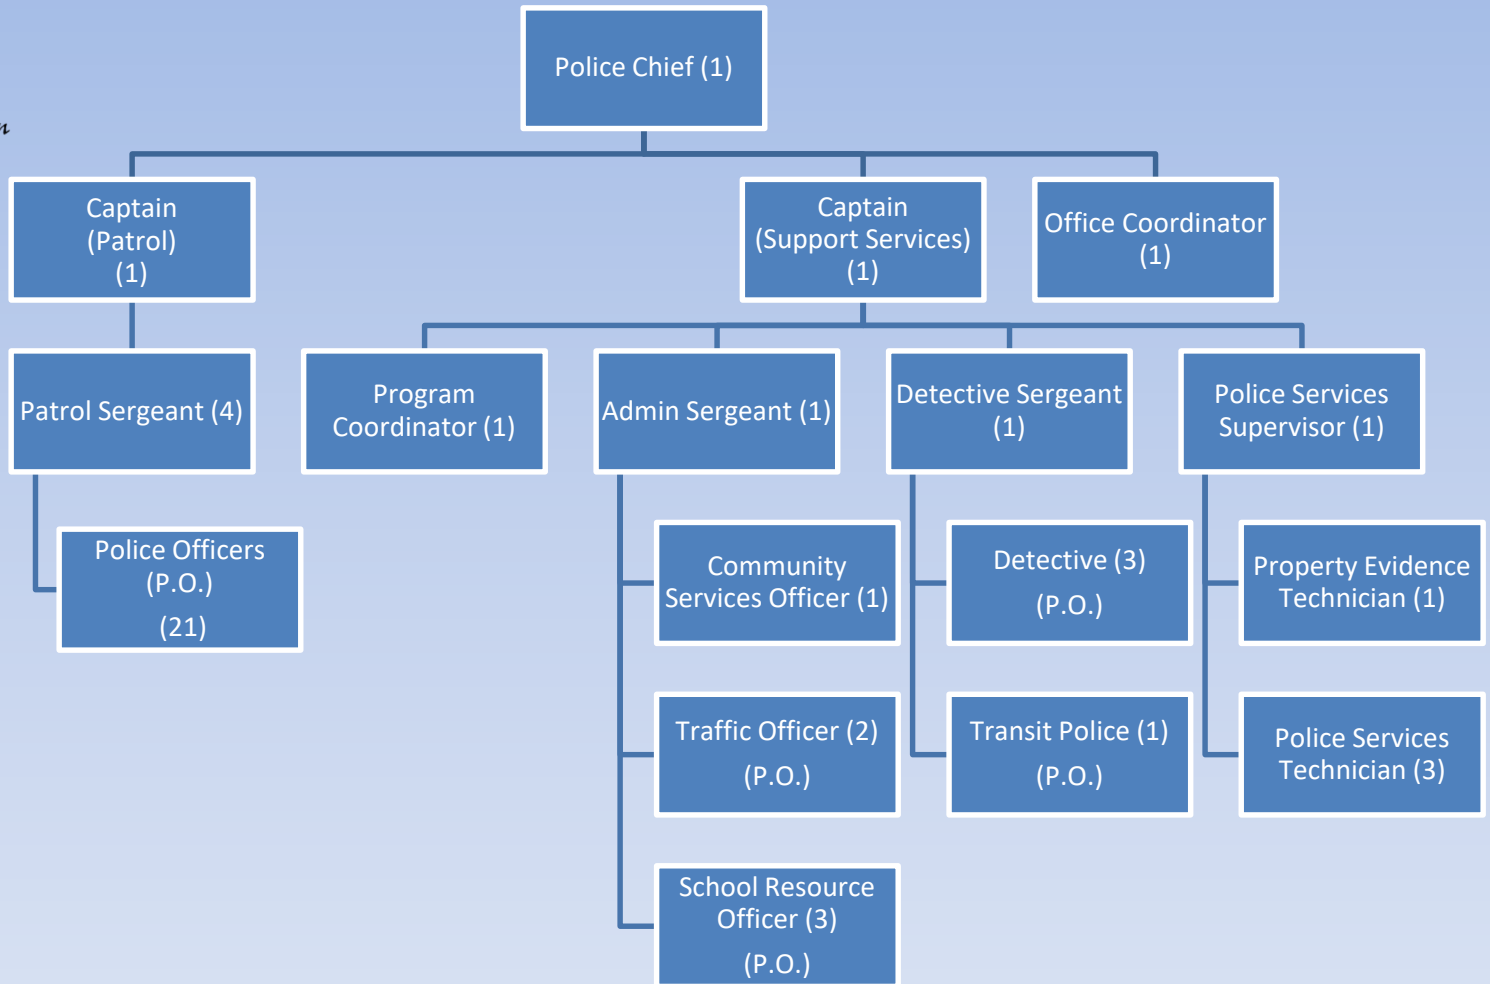 Police Chief (1)
Captain
(Patrol)
(1)
Captain
(Support Services)
(1)
Office Coordinator
(1)
Patrol Sergeant (4)
Program
Coordinator (1)
Admin Sergeant (1)
Detective Sergeant
(1)
Police Services
Supervisor (1)
Police Officers
(P.O.)
(21)
Community
Services Officer (1)
Detective (3)
(P.O.)
Property Evidence
Technician (1)
Traffic Officer (2)
(P.O.)
Transit Police (1)
(P.O.)
Police Services
Technician (3)
School Resource
Officer (3)
(P.O.)